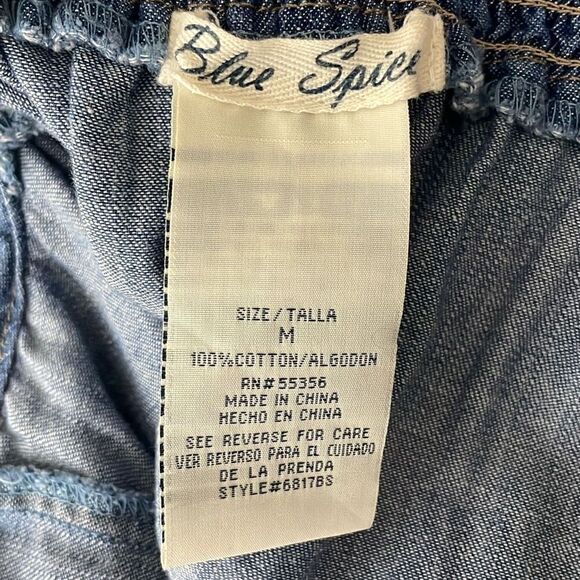 Blue Spice
SIZE/TALLA
M
100%COTTON/ALGODON
RN#55356
MADE IN CHINA
HECHO EN CHINA
SEE REVERSE FOR CARE
VER REVERSO PARA EL CUIDADO
DE LA PRENDA
STYLE#6817BS